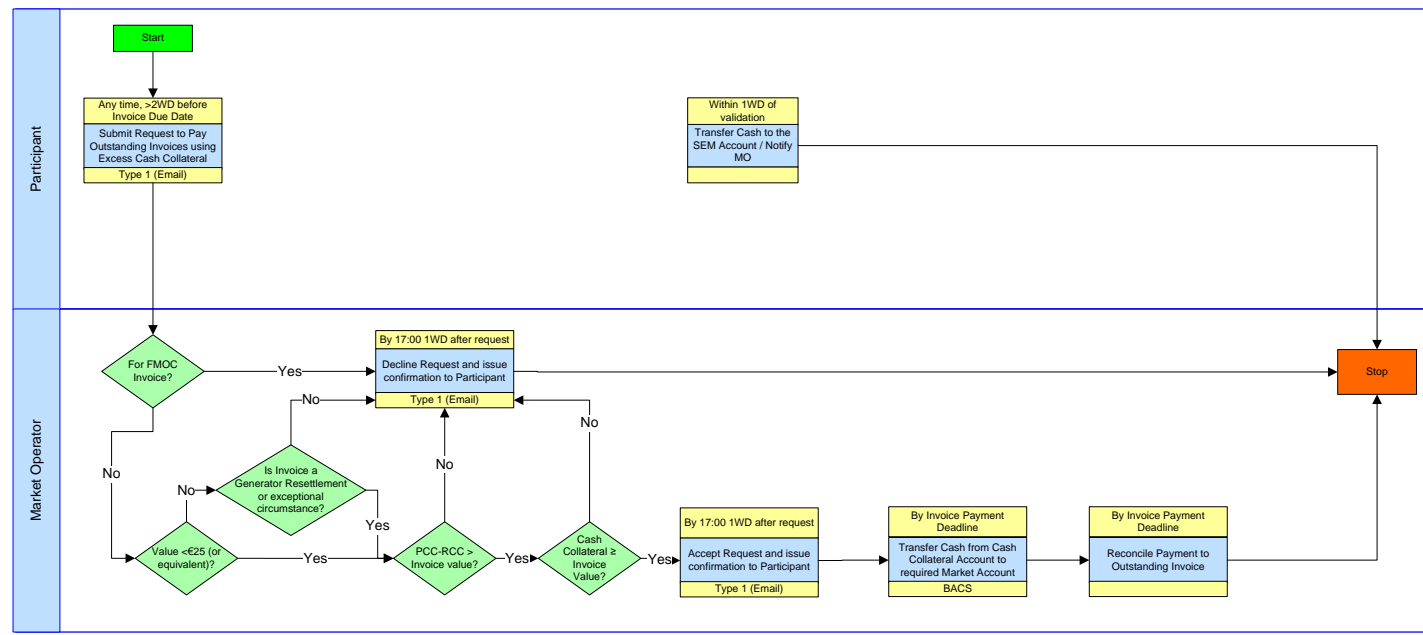 Participant
Start
Any time, >2WD before
Invoice Due Date
Submit Request to Pay
Outstanding Invoices using
Excess Cash Collateral
Type 1 (Email)
Within 1WD of
validation
Transfer Cash to the
SEM Account / Notify
MO
Market Operator
For FMOC
Invoice?
Yes
By 17:00 1WD after request
Decline Request and issue
confirmation to Participant
Type 1 (Email)
Stop
No
No
No
No
No
Is Invoice a
Generator Resettlement
or exceptional
circumstance?
Yes
Value <€25 (or
equivalent)?
Yes
PCC-RCC >
Invoice value?
Yes
Cash
Collateral ≥
Invoice
Value?
Yes
By 17:00 1WD after request
Accept Request and issue
confirmation to Participant
Type 1 (Email)
By Invoice Payment
Deadline
Transfer Cash from Cash
Collateral Account to
required Market Account
BACS
By Invoice Payment
Deadline
Reconcile Payment to
Outstanding Invoice